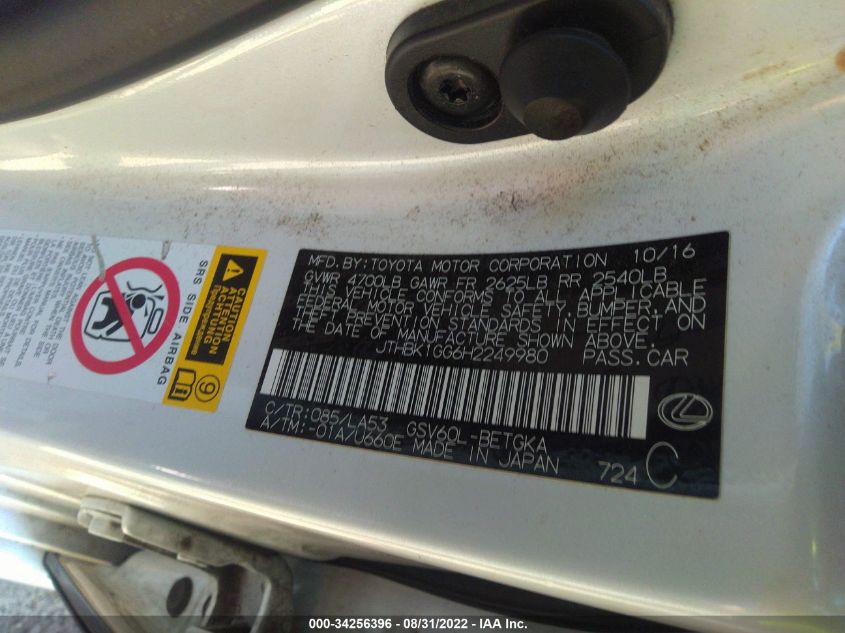 MFD. BY: TOYOTA MOTOR CORPORATION 10/16
GVWR 4700LB GAWR FR 2625LB RR 2540LB
THIS VEHICLE CONFORMS TO ALL APPLICABLE
FEDERAL MOTOR VEHICLE SAFETY, BUMPER, AND
THEFT PREVENTION STANDARDS IN EFFECT ON
THE DATE OF MANUFACTURE SHOWN ABOVE.
JTHBK1GG6H2249980 PASS. CAR
C/TR: 085/LA53 GSV60L-BETGKA
A/TM: -01A/U660E MADE IN JAPAN 724 C
SRS SIDE AIRBAG
CAUTION
ATTENTION
ACHTUNG
9
000-34256396 - 08/31/2022 - IAA Inc.